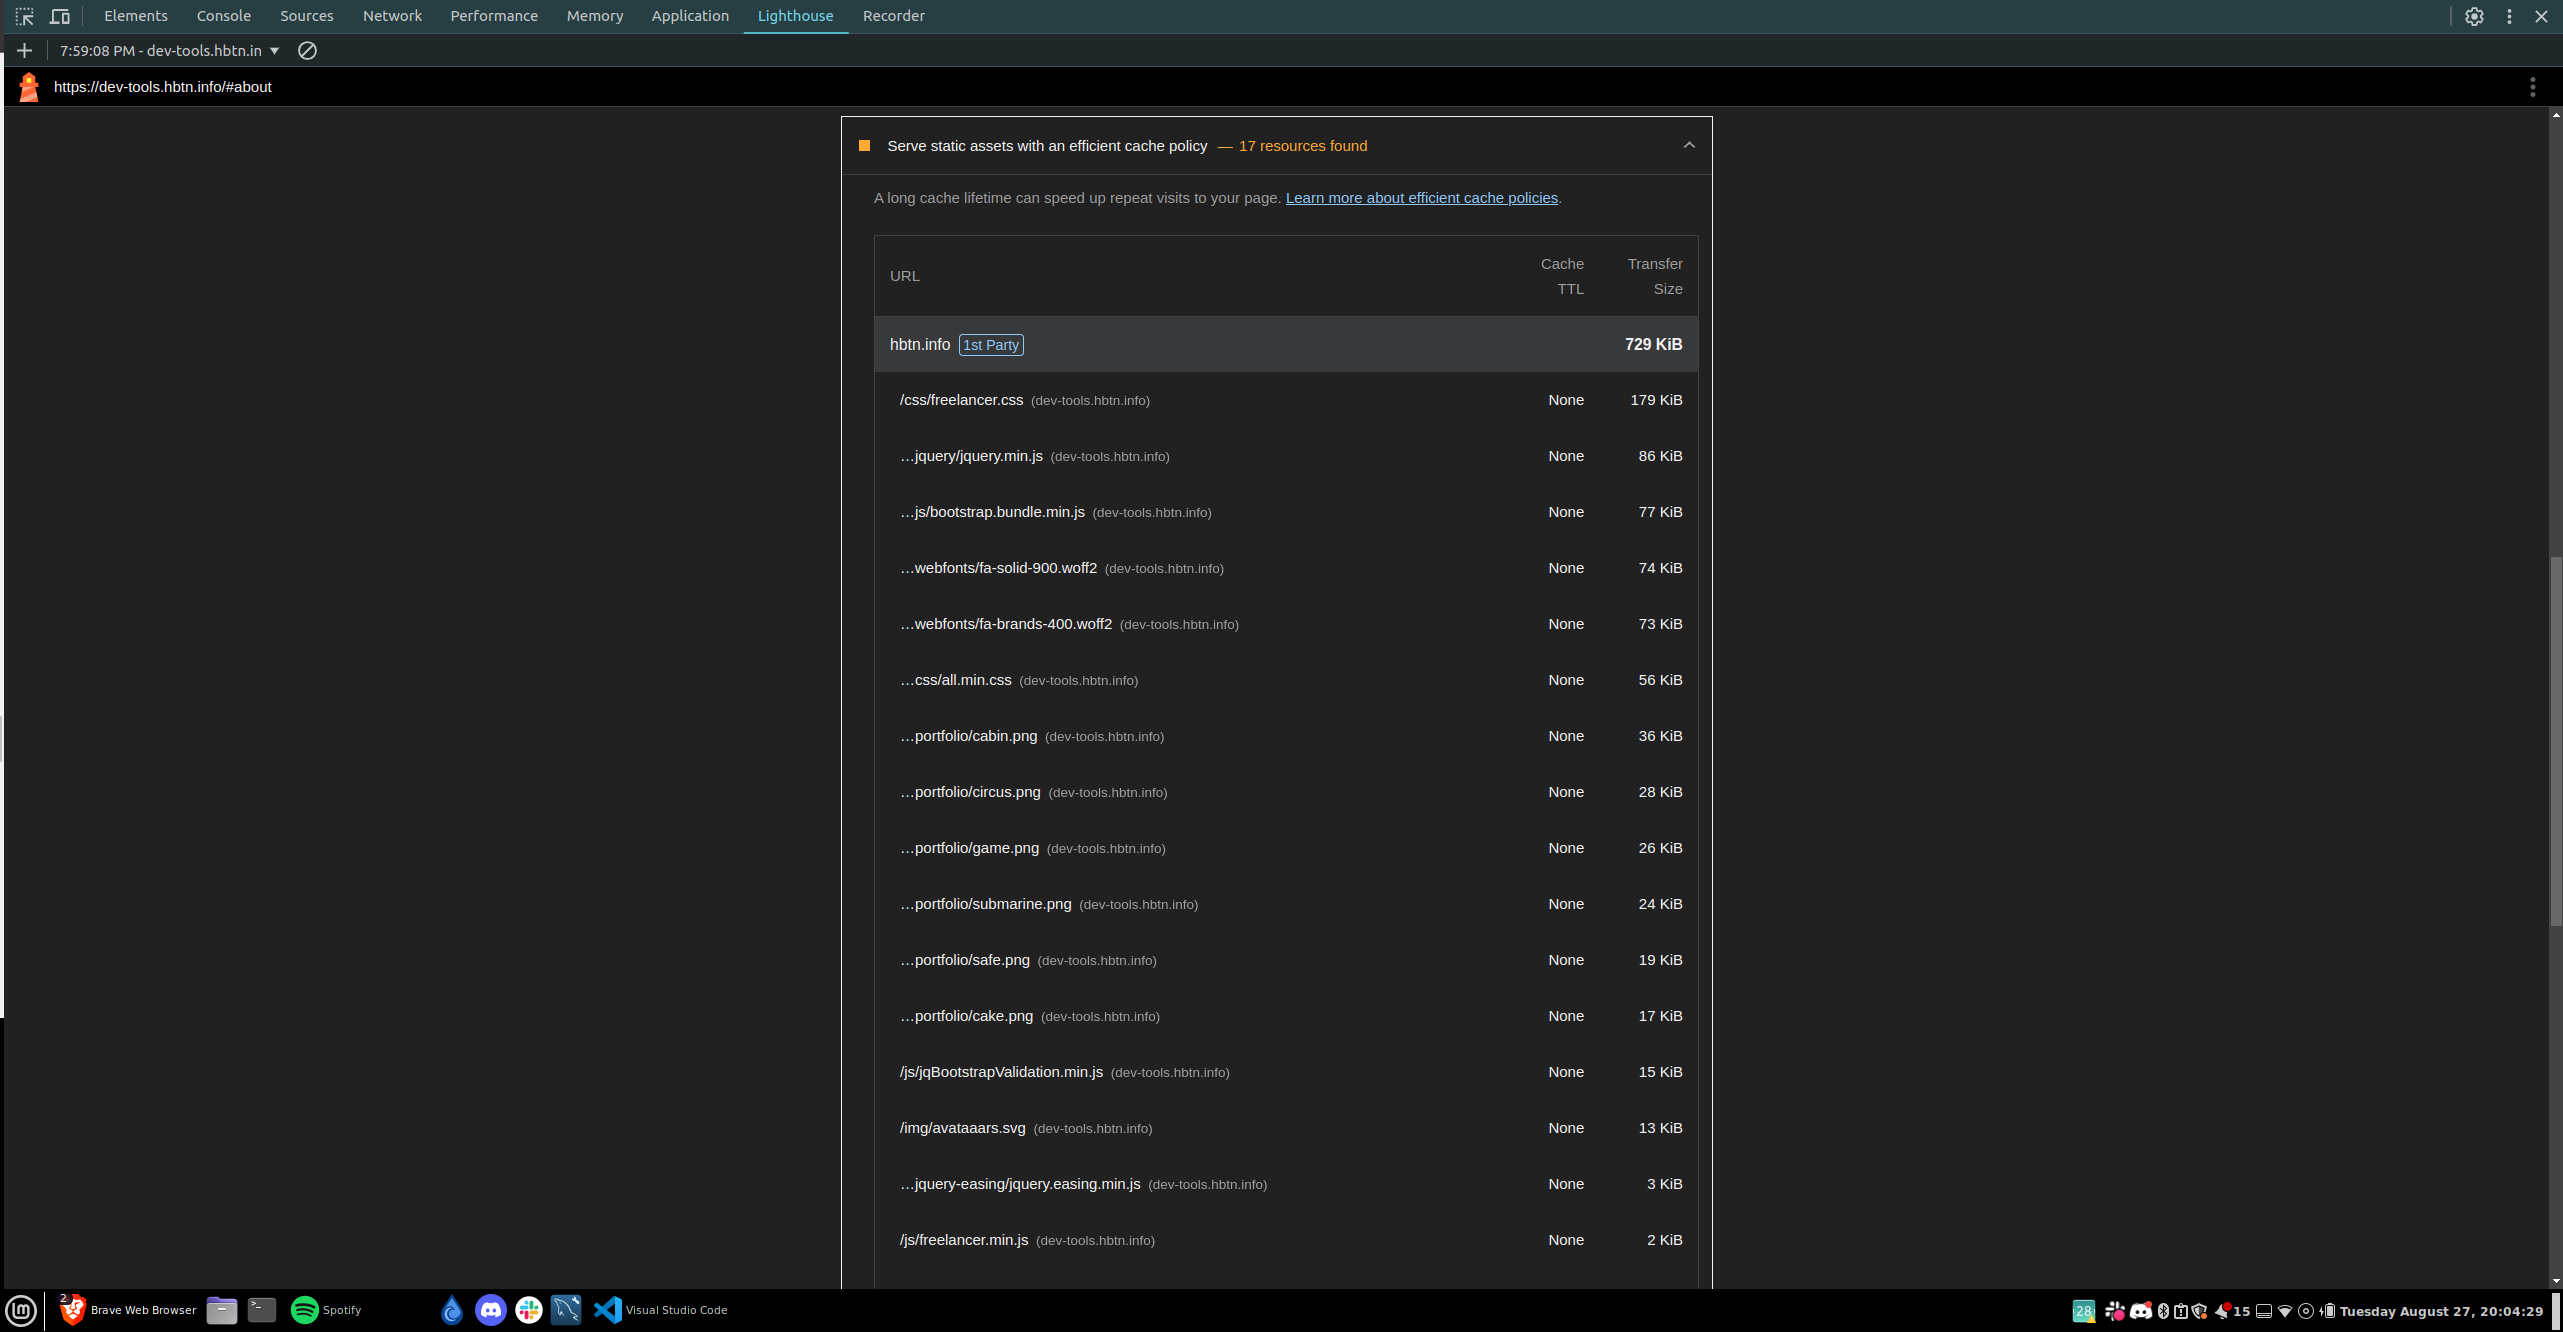 Elements Console Sources Network Performance Memory Application Lighthouse Recorder
7:59:08 PM - dev-tools.hbtn.in
https://dev-tools.hbtn.info/#about
Serve static assets with an efficient cache policy — 17 resources found
A long cache lifetime can speed up repeat visits to your page. Learn more about efficient cache policies.
URL Cache TTL Transfer Size
hbtn.info 1st Party 729 KiB
/css/freelancer.css (dev-tools.hbtn.info) None 179 KiB
…jquery/jquery.min.js (dev-tools.hbtn.info) None 86 KiB
…js/bootstrap.bundle.min.js (dev-tools.hbtn.info) None 77 KiB
…webfonts/fa-solid-900.woff2 (dev-tools.hbtn.info) None 74 KiB
…webfonts/fa-brands-400.woff2 (dev-tools.hbtn.info) None 73 KiB
…css/all.min.css (dev-tools.hbtn.info) None 56 KiB
…portfolio/cabin.png (dev-tools.hbtn.info) None 36 KiB
…portfolio/circus.png (dev-tools.hbtn.info) None 28 KiB
…portfolio/game.png (dev-tools.hbtn.info) None 26 KiB
…portfolio/submarine.png (dev-tools.hbtn.info) None 24 KiB
…portfolio/safe.png (dev-tools.hbtn.info) None 19 KiB
…portfolio/cake.png (dev-tools.hbtn.info) None 17 KiB
/js/jqBootstrapValidation.min.js (dev-tools.hbtn.info) None 15 KiB
/img/avataaars.svg (dev-tools.hbtn.info) None 13 KiB
…jquery-easing/jquery.easing.min.js (dev-tools.hbtn.info) None 3 KiB
/js/freelancer.min.js (dev-tools.hbtn.info) None 2 KiB
2 Brave Web Browser Spotify Visual Studio Code 28 15 Tuesday August 27, 20:04:29